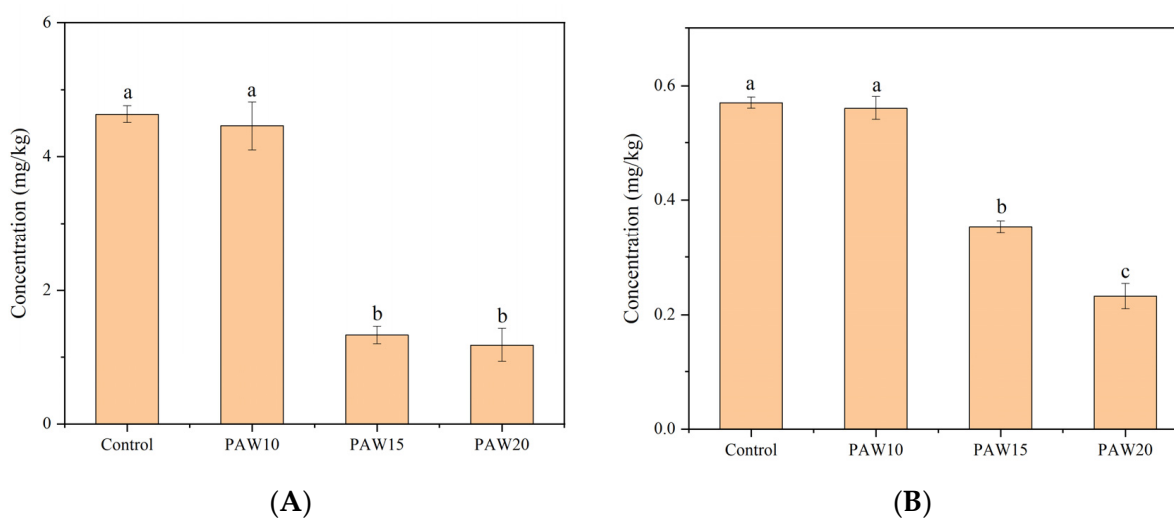 Concentration (mg/kg)
6
4
2
0
a
a
b
b
Control
PAW10
PAW15
PAW20
(A)
Concentration (mg/kg)
0.6
0.4
0.2
0.0
a
a
b
c
Control
PAW10
PAW15
PAW20
(B)